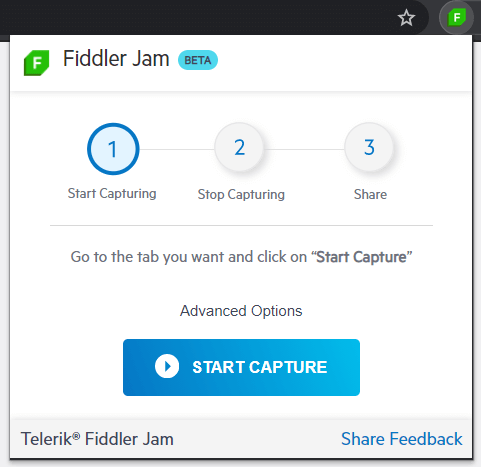 F
F
Fiddler Jam BETA
1
2
3
Start Capturing
Stop Capturing
Share
Go to the tab you want and click on “Start Capture”
Advanced Options
START CAPTURE
Telerik® Fiddler Jam
Share Feedback